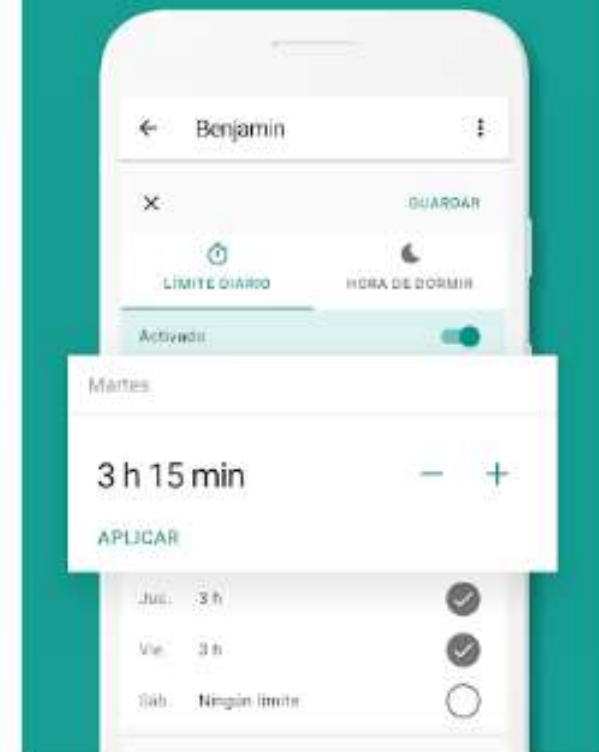 Benjamin
GUARDAR
LÍMITE DIARIO
HORA DE DORMIR
Activado
Martes
3 h 15 min
APLICAR
Jue. 3 h
Vie. 3 h
Sáb. Ningún límite